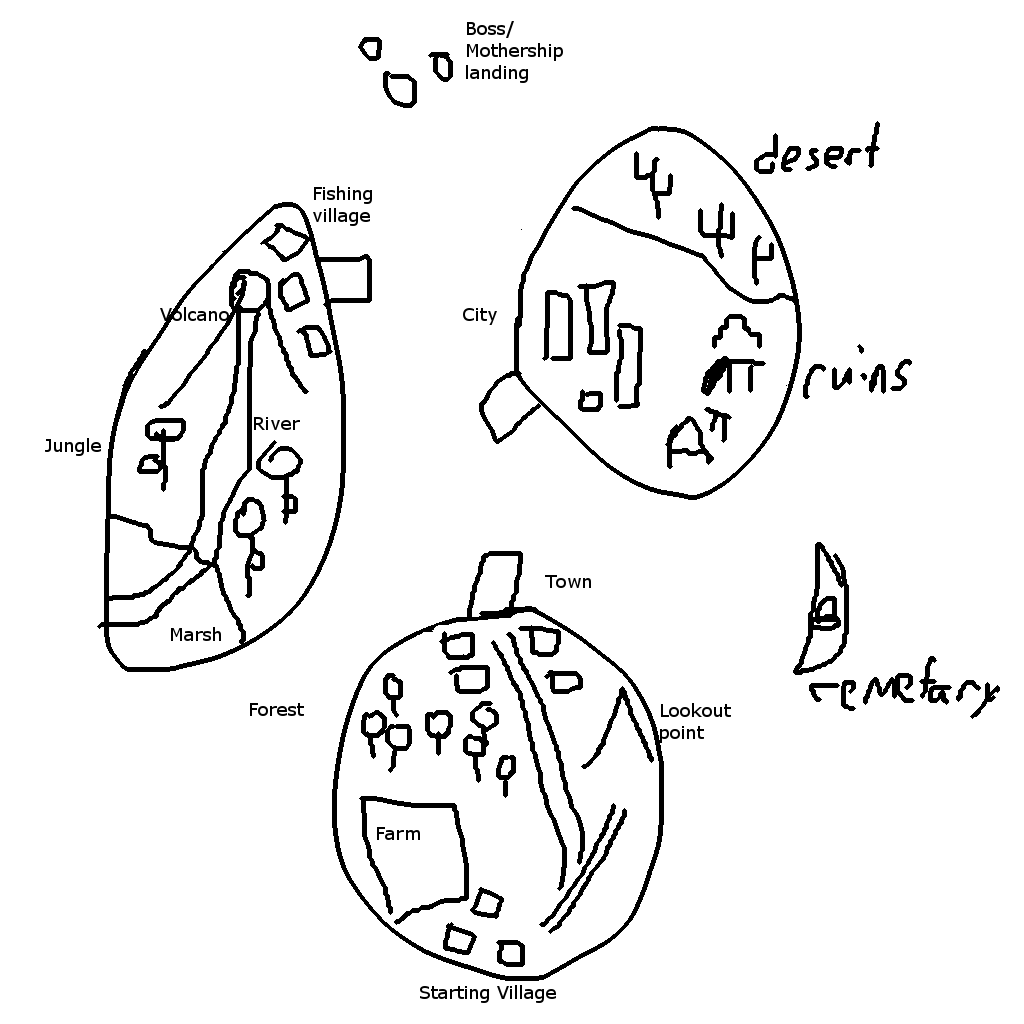 Boss/
Mothership
landing
desert
Fishing
village
Volcano
City
ruins
River
Jungle
Town
Marsh
cemetary
Forest
Lookout
point
Farm
Starting Village